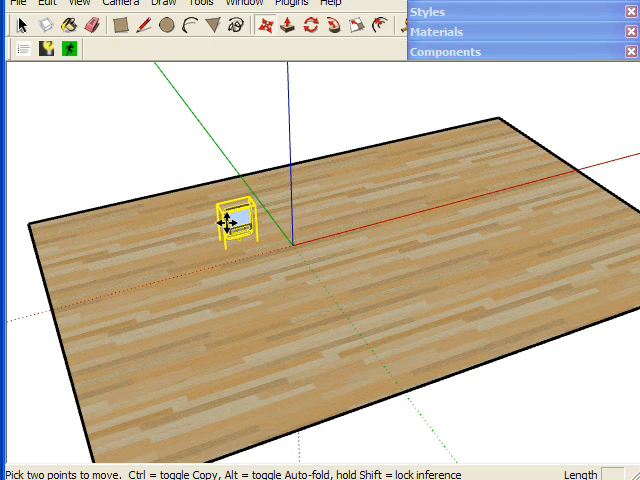 File Edit View Camera Draw Tools Window Plugins Help
Styles
Materials
Components
Pick two points to move. Ctrl = toggle Copy, Alt = toggle Auto-fold, hold Shift = lock inference Length